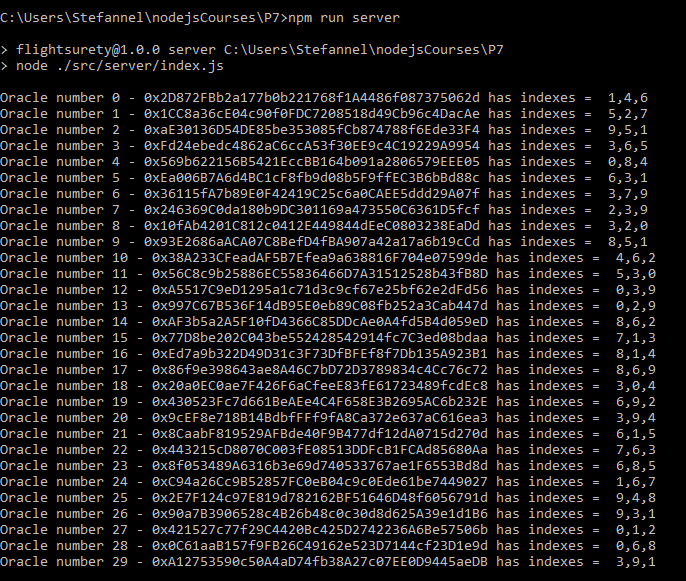 C:\Users\Stefannel\nodejsCourses\P7>npm run server
> flightsurety@1.0.0 server C:\Users\Stefannel\nodejsCourses\P7
> node ./src/server/index.js
Oracle number 0 - 0x2D872FBb2a177b0b221768f1A4486f087375062d has indexes =  1,4,6
Oracle number 1 - 0x1CC8a36cE04c90f0FDC7208518d49Cb96c4DacAe has indexes =  5,2,7
Oracle number 2 - 0xaE30136D54DE85be353085fCb874788f6Ede33F4 has indexes =  9,5,1
Oracle number 3 - 0xFd24ebedc4862aC6ccA53f30EE9c4C19229A9954 has indexes =  3,6,5
Oracle number 4 - 0x569b622156B5421EccBB164b091a2806579EEE05 has indexes =  0,8,4
Oracle number 5 - 0xEa006B7A6d4BC1cF8fb9d08b5F9ffEC3B6bBd88c has indexes =  6,3,1
Oracle number 6 - 0x36115fA7b89E0F42419C25c6a0CAEE5ddd29A07f has indexes =  3,7,9
Oracle number 7 - 0x246369C0da180b9DC301169a473550C6361D5fcf has indexes =  2,3,9
Oracle number 8 - 0x10fAb4201C812c0412E449844dEeC0803238EaDd has indexes =  3,2,0
Oracle number 9 - 0x93E2686aACA07C8BefD4fBA907a42a17a6b19cCd has indexes =  8,5,1
Oracle number 10 - 0x38A233CFeadAF5B7Efea9a638816F704e07599de has indexes =  4,6,2
Oracle number 11 - 0x56C8c9b25886EC55836466D7A31512528b43fB8D has indexes =  5,3,0
Oracle number 12 - 0xA5517C9eD1295a1c71d3c9cf67e25bf62e2dFd56 has indexes =  0,3,9
Oracle number 13 - 0x997C67B536F14dB95E0eb89C08fb252a3Cab447d has indexes =  0,2,9
Oracle number 14 - 0xAF3b5a2A5F10fD4366C85DDcAe0A4fd5B4d059eD has indexes =  8,6,2
Oracle number 15 - 0x77D8be202C043be552428542914fc7C3ed08bdaa has indexes =  7,1,3
Oracle number 16 - 0xEd7a9b322D49D31c3F73DfBFEf8f7Db135A923B1 has indexes =  8,1,4
Oracle number 17 - 0x86f9e398643ae8A46C7bD72D3789834c4Cc76c72 has indexes =  8,6,9
Oracle number 18 - 0x20a0EC0ae7F426F6aCfeeE83fE61723489fcdEc8 has indexes =  3,0,4
Oracle number 19 - 0x430523Fc7d661BeAEe4C4F658E3B2695AC6b232E has indexes =  6,9,2
Oracle number 20 - 0x9cEF8e718B14BdbfFFf9fA8Ca372e637aC616ea3 has indexes =  3,9,4
Oracle number 21 - 0x8CaabF819529AFBde40F9B477df12dA0715d270d has indexes =  6,1,5
Oracle number 22 - 0x443215cD8070C003fE08513DDFcB1FCAd85680Aa has indexes =  7,6,3
Oracle number 23 - 0x8f053489A6316b3e69d740533767ae1F6553Bd8d has indexes =  6,8,5
Oracle number 24 - 0xC94a26Cc9B52857FC0eB04c9c0Ede61be7449027 has indexes =  1,6,7
Oracle number 25 - 0x2E7F124c97E819d782162BF51646D48f6056791d has indexes =  9,4,8
Oracle number 26 - 0x90a7B3906528c4B26b48c0c30d8d625A39e1d1B6 has indexes =  9,3,1
Oracle number 27 - 0x421527c77f29C4420Bc425D2742236A6Be57506b has indexes =  0,1,2
Oracle number 28 - 0x0C61aaB157f9FB26C49162e523D7144cf23D1e9d has indexes =  0,6,8
Oracle number 29 - 0xA12753590c50A4aD74fb38A27c07EE0D9445aeDB has indexes =  3,9,1